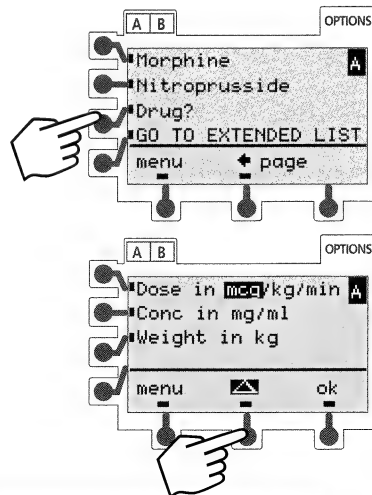 A B
OPTIONS
Morphine
A
Nitroprusside
Drug?
GO TO EXTENDED LIST
menu
page
A B
OPTIONS
Dose in mcg/kg/min
A
Conc in mg/ml
Weight in kg
menu
ok